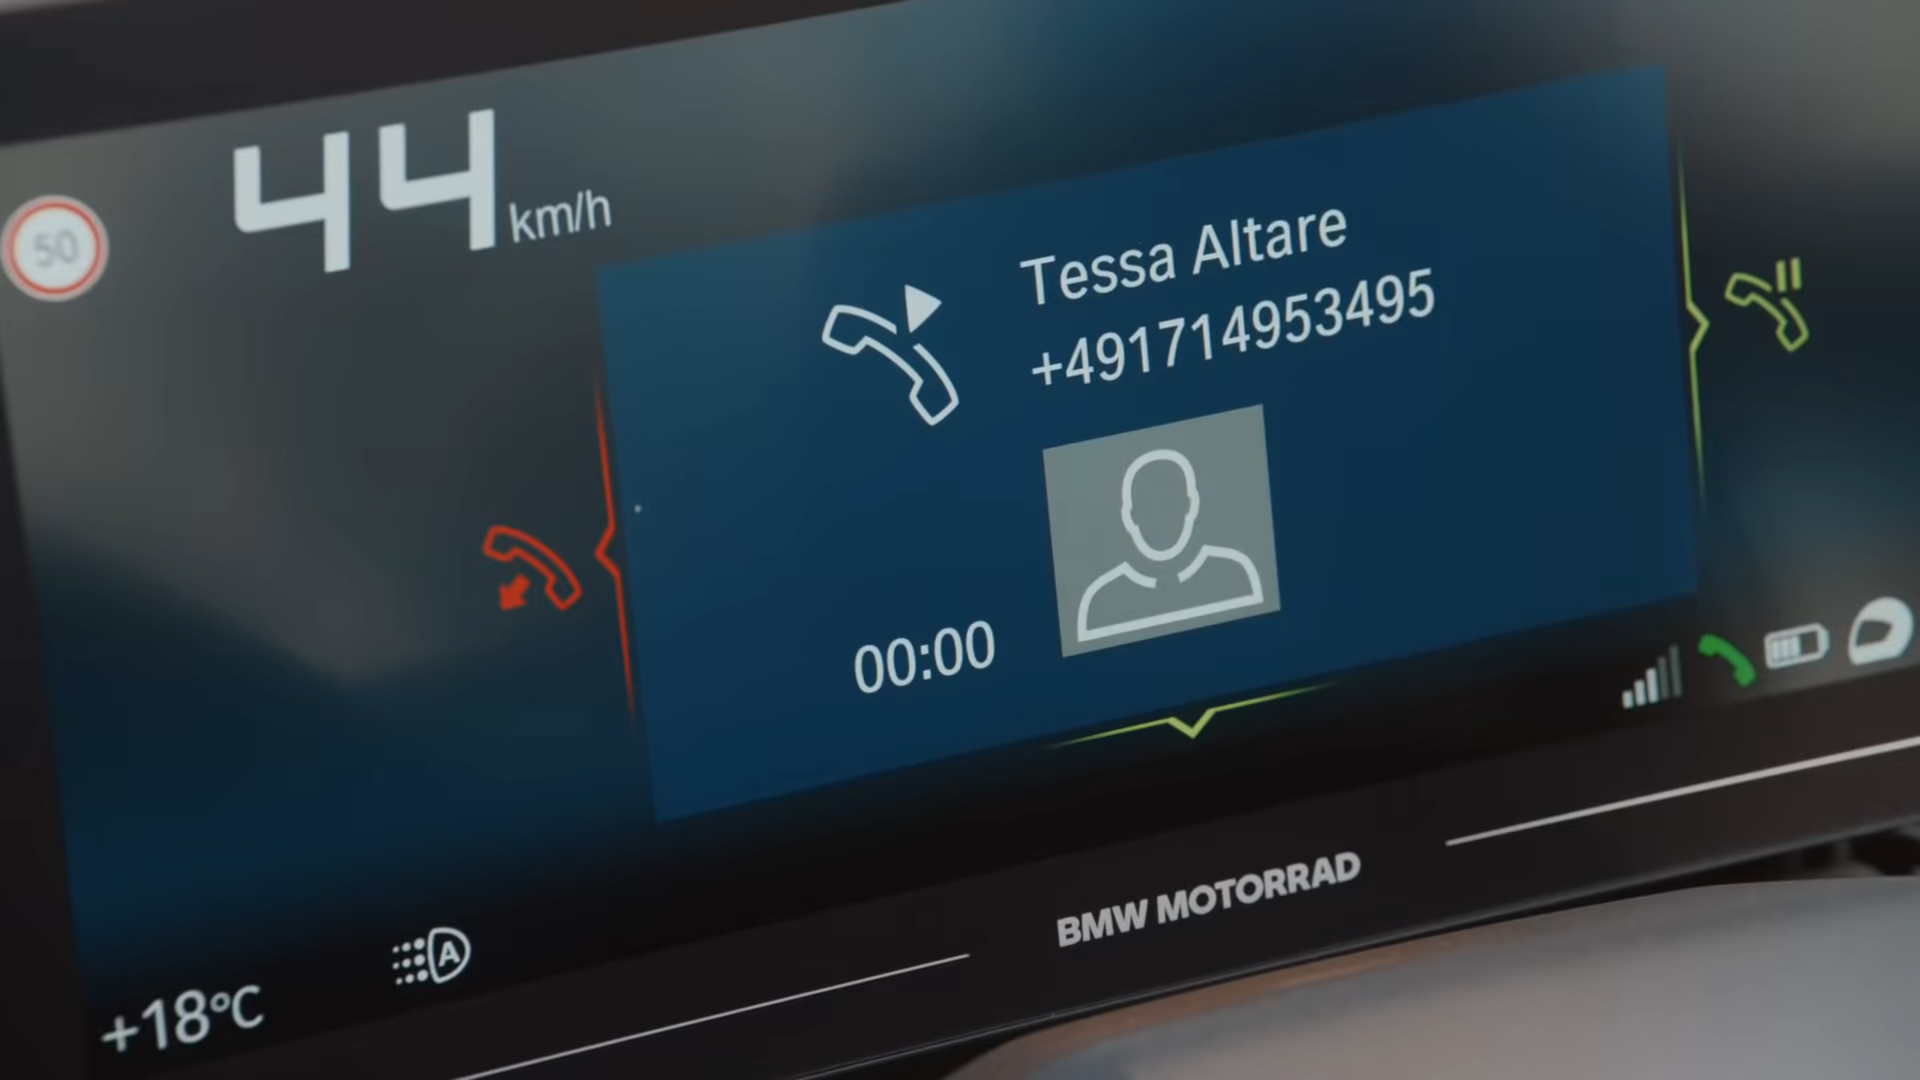 50
44 km/h
Tessa Altare
+491714953495
00:00
A
+18°C
BMW MOTORRAD